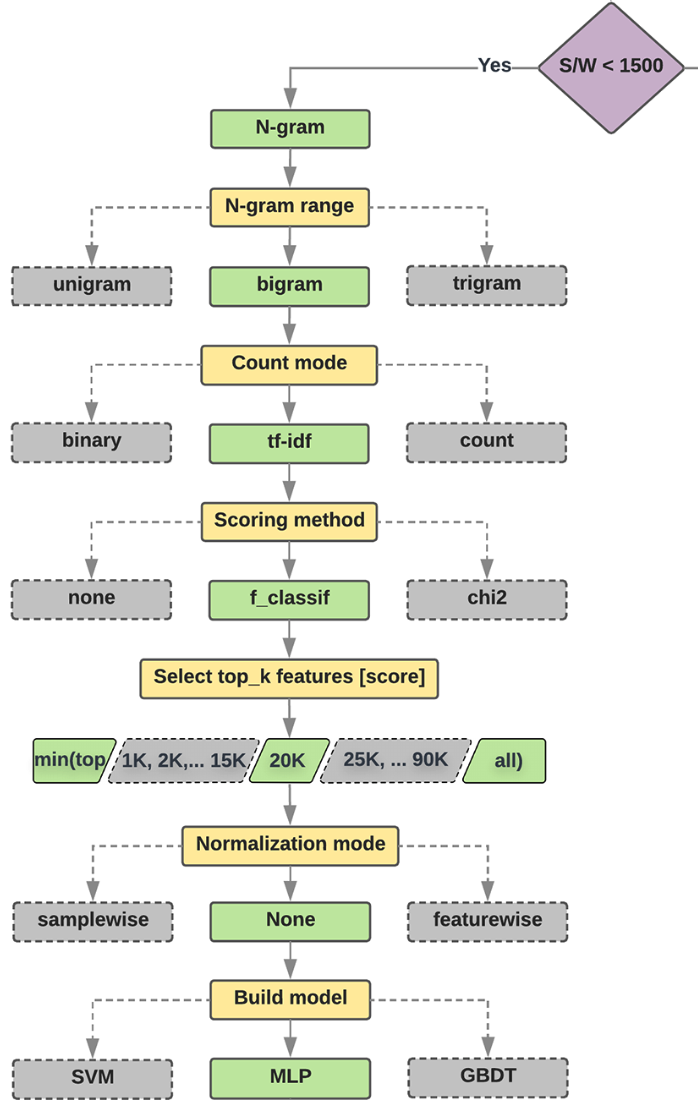 Yes
S/W < 1500
N-gram
N-gram range
unigram
bigram
trigram
Count mode
binary
tf-idf
count
Scoring method
none
f_classif
chi2
Select top_k features [score]
min(top
1K, 2K,... 15K
20K
25K, ... 90K
all)
Normalization mode
samplewise
None
featurewise
Build model
SVM
MLP
GBDT